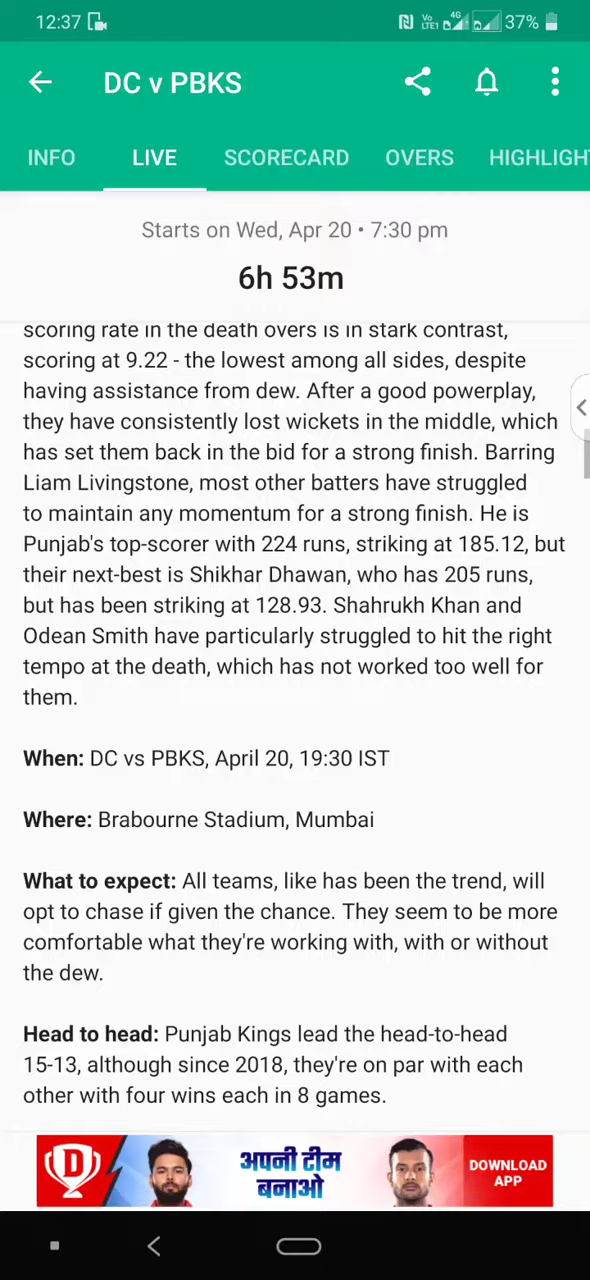 12:37
Vo
LTE1
4G
37%
DC v PBKS
INFO LIVE SCORECARD OVERS HIGHLIGH
Starts on Wed, Apr 20 • 7:30 pm
6h 53m
scoring rate in the death overs is in stark contrast,
scoring at 9.22 - the lowest among all sides, despite
having assistance from dew. After a good powerplay,
they have consistently lost wickets in the middle, which
has set them back in the bid for a strong finish. Barring
Liam Livingstone, most other batters have struggled
to maintain any momentum for a strong finish. He is
Punjab's top-scorer with 224 runs, striking at 185.12, but
their next-best is Shikhar Dhawan, who has 205 runs,
but has been striking at 128.93. Shahrukh Khan and
Odean Smith have particularly struggled to hit the right
tempo at the death, which has not worked too well for
them.
When: DC vs PBKS, April 20, 19:30 IST
Where: Brabourne Stadium, Mumbai
What to expect: All teams, like has been the trend, will
opt to chase if given the chance. They seem to be more
comfortable what they're working with, with or without
the dew.
Head to head: Punjab Kings lead the head-to-head
15-13, although since 2018, they're on par with each
other with four wins each in 8 games.
D
अपनी टीम
बनाओ
DOWNLOAD
APP